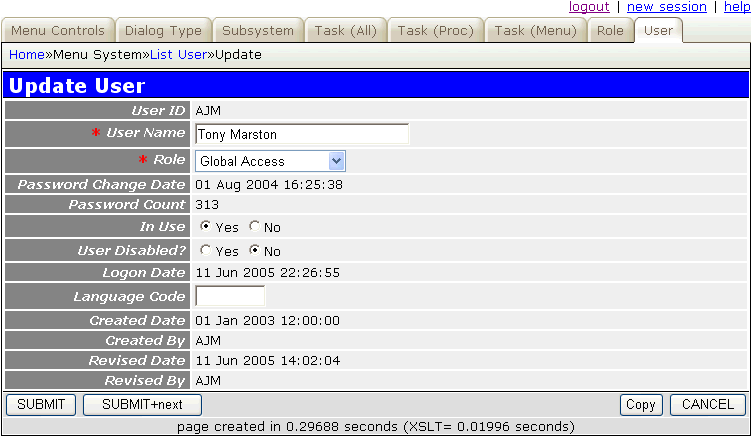 logout | new session | help
Menu Controls Dialog Type Subsystem Task (All) Task (Proc) Task (Menu) Role User
Home»Menu System»List User»Update
Update User
User ID AJM
* User Name Tony Marston
* Role Global Access
Password Change Date 01 Aug 2004 16:25:38
Password Count 313
In Use Yes No
User Disabled? Yes No
Logon Date 11 Jun 2005 22:26:55
Language Code
Created Date 01 Jan 2003 12:00:00
Created By AJM
Revised Date 11 Jun 2005 14:02:04
Revised By AJM
SUBMIT SUBMIT+next Copy CANCEL
page created in 0.29688 seconds (XSLT= 0.01996 seconds)